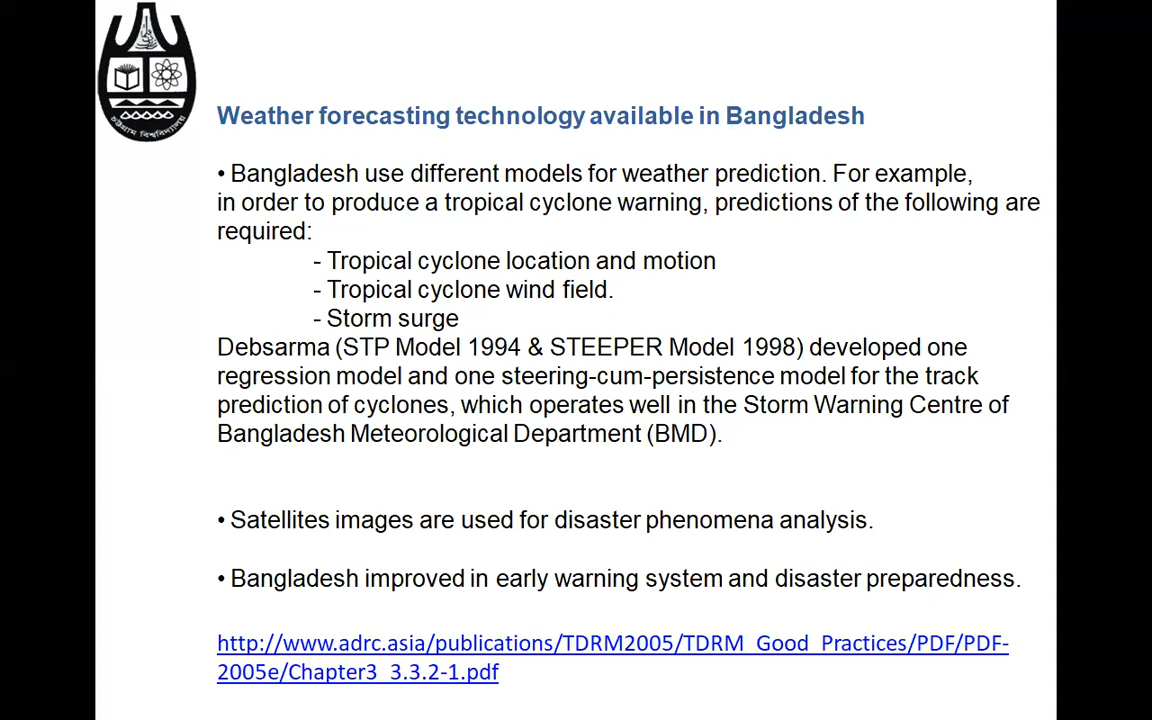 চট্টগ্রাম বিশ্ববিদ্যালয়
Weather forecasting technology available in Bangladesh
• Bangladesh use different models for weather prediction. For example,
in order to produce a tropical cyclone warning, predictions of the following are
required:
- Tropical cyclone location and motion
- Tropical cyclone wind field.
- Storm surge
Debsarma (STP Model 1994 & STEEPER Model 1998) developed one
regression model and one steering-cum-persistence model for the track
prediction of cyclones, which operates well in the Storm Warning Centre of
Bangladesh Meteorological Department (BMD).
• Satellites images are used for disaster phenomena analysis.
• Bangladesh improved in early warning system and disaster preparedness.
http://www.adrc.asia/publications/TDRM2005/TDRM_Good_Practices/PDF/PDF-
2005e/Chapter3_3.3.2-1.pdf